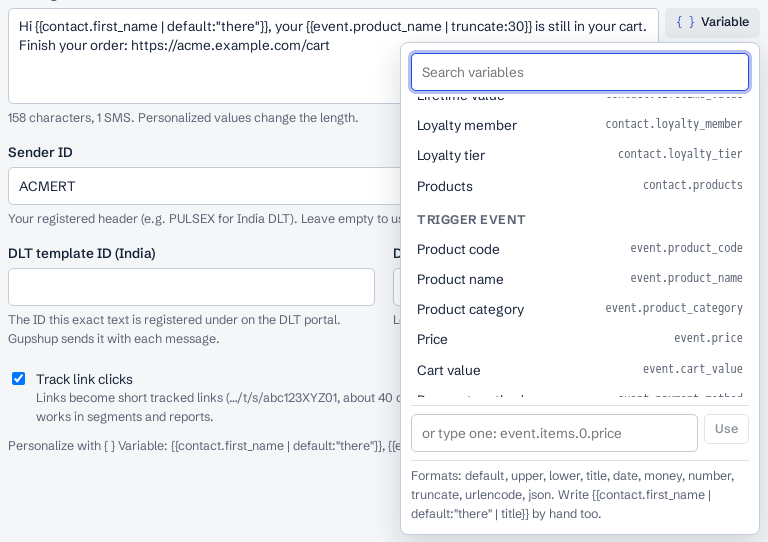 Hi {{contact.first_name | default:"there"}}, your {{event.product_name | truncate:30}} is still in your cart.
Finish your order: https://acme.example.com/cart
{ } Variable
158 characters, 1 SMS. Personalized values change the length.
Sender ID
ACMERT
Your registered header (e.g. PULSEX for India DLT). Leave empty to
DLT template ID (India)
The ID this exact text is registered under on the DLT portal.
Gupshup sends it with each message.
Track link clicks
Links become short tracked links (.../t/s/abc123XYZ01, about 40
works in segments and reports.
Personalize with { } Variable: {{contact.first_name | default:"there"}},
Search variables
Lifetime value
Loyalty member contact.loyalty_member
Loyalty tier contact.loyalty_tier
Products contact.products
TRIGGER EVENT
Product code event.product_code
Product name event.product_name
Product category event.product_category
Price event.price
Cart value event.cart_value
or type one: event.items.0.price
Use
Formats: default, upper, lower, title, date, money, number,
truncate, urlencode, json. Write {{contact.first_name |
default:"there" | title}} by hand too.